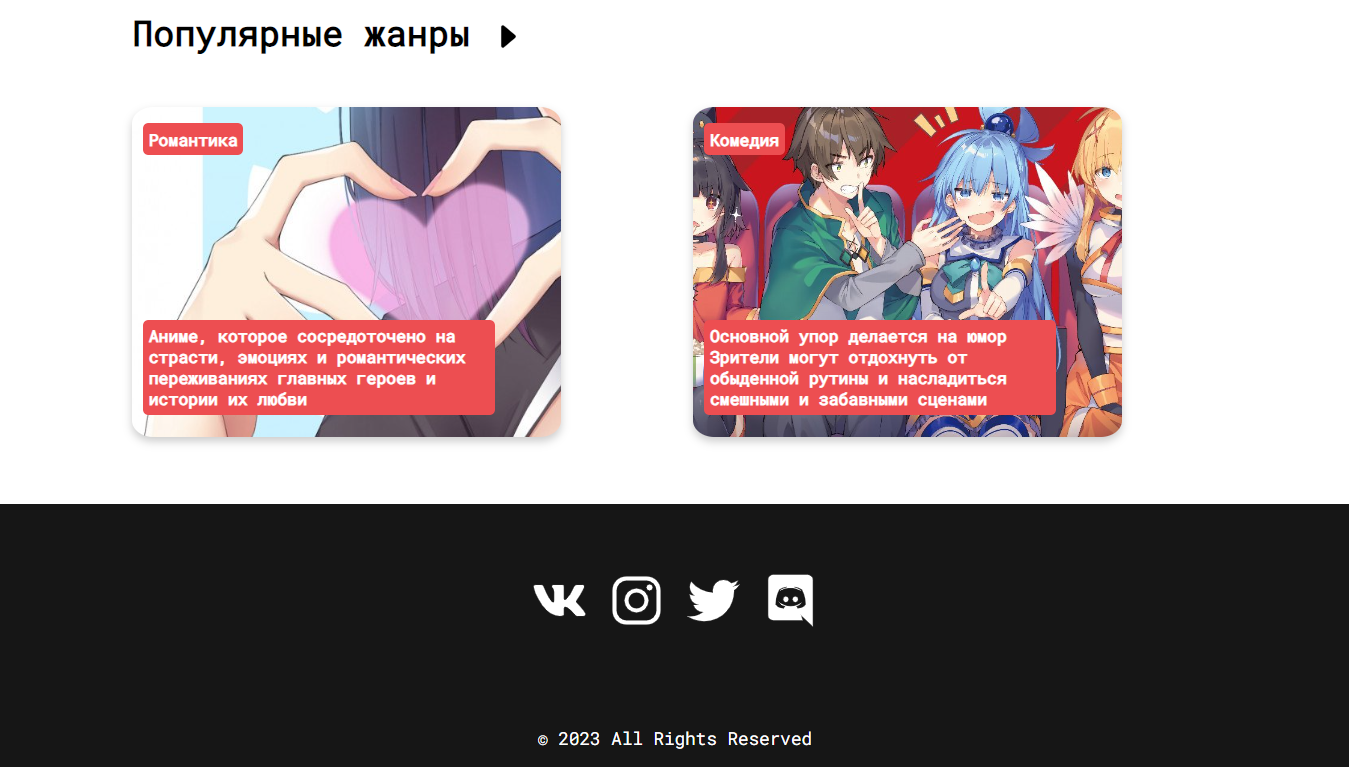 Популярные жанры
Романтика
Аниме, которое сосредоточено на
страсти, эмоциях и романтических
переживаниях главных героев и
истории их любви
Комедия
Основной упор делается на юмор
Зрители могут отдохнуть от
обыденной рутины и насладиться
смешными и забавными сценами
© 2023 All Rights Reserved